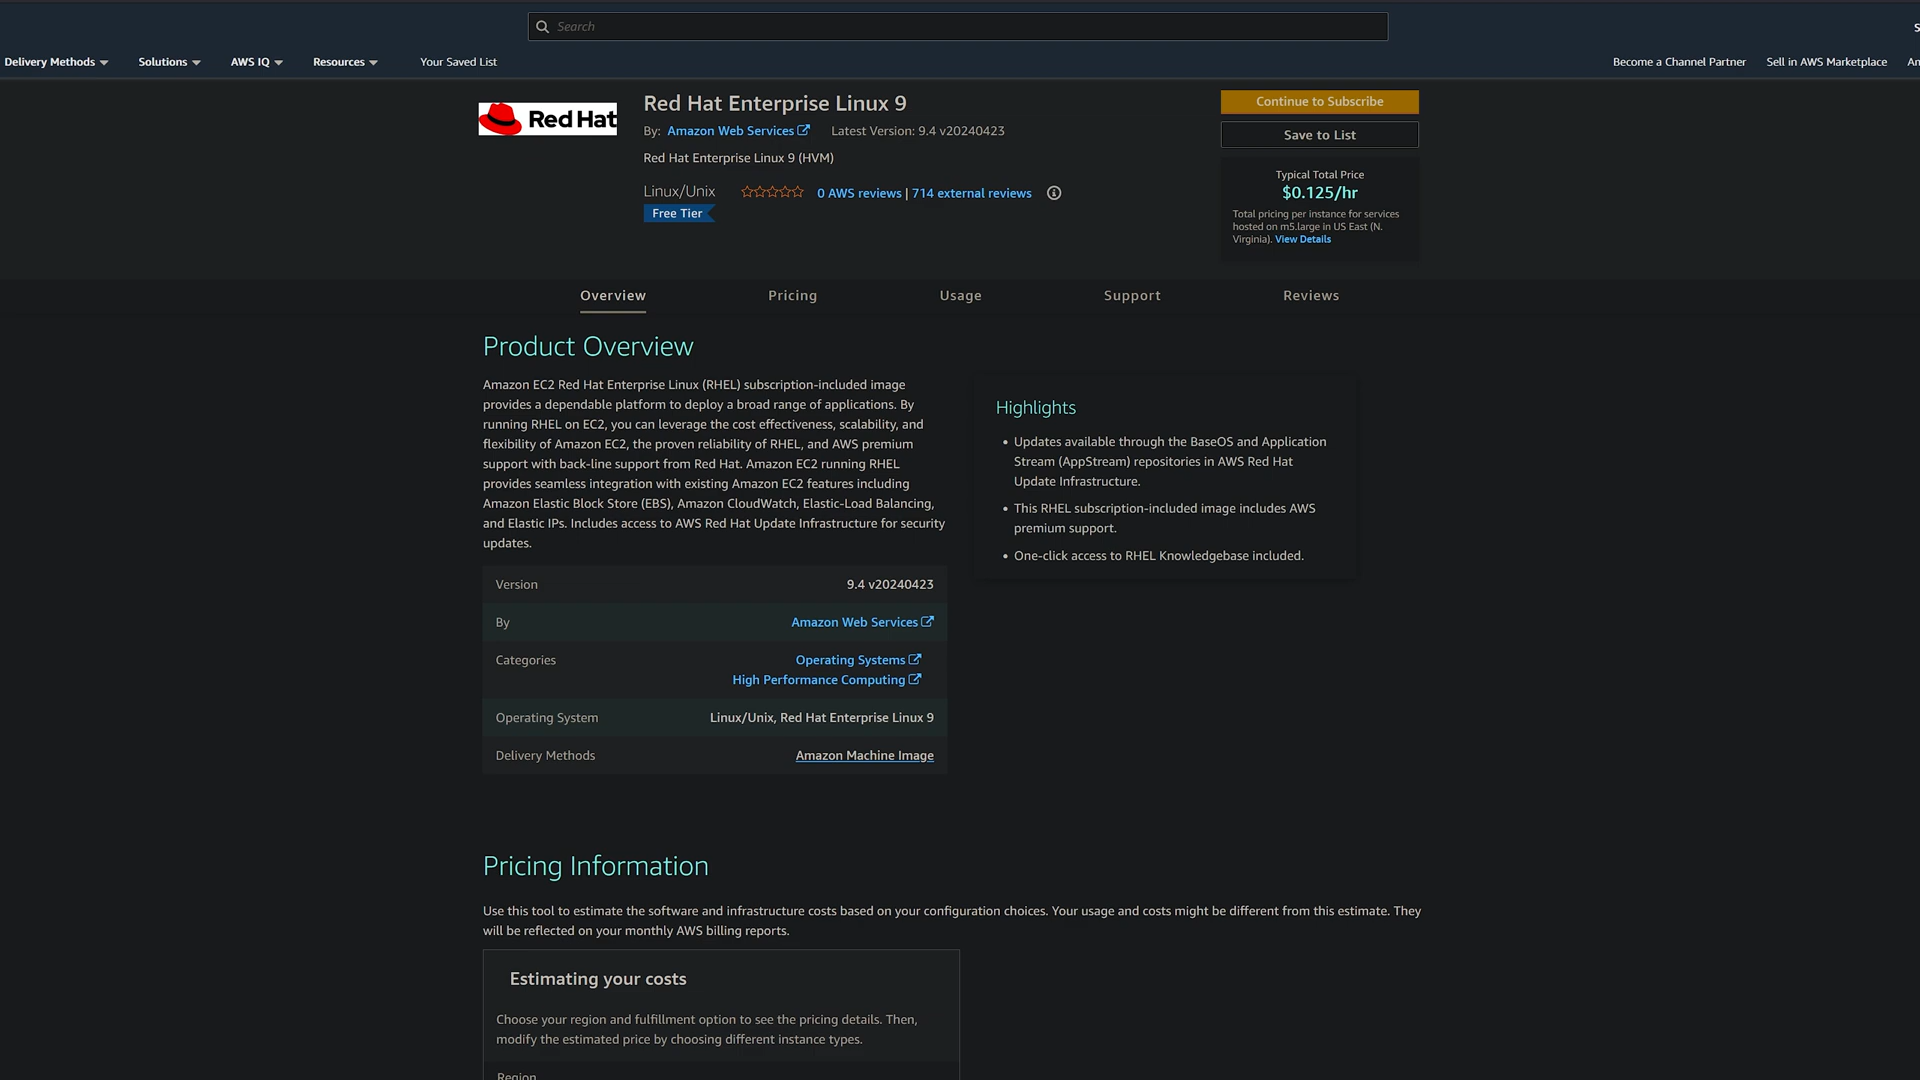 Search
S
Delivery Methods
Solutions
AWS IQ
Resources
Your Saved List
Become a Channel Partner
Sell in AWS Marketplace
Am
Red Hat
Red Hat Enterprise Linux 9
By: Amazon Web Services
Latest Version: 9.4 v20240423
Red Hat Enterprise Linux 9 (HVM)
Linux/Unix
0 AWS reviews | 714 external reviews
Free Tier
Continue to Subscribe
Save to List
Typical Total Price
$0.125/hr
Total pricing per instance for services
hosted on m5.large in US East (N.
Virginia). View Details
Overview
Pricing
Usage
Support
Reviews
Product Overview
Amazon EC2 Red Hat Enterprise Linux (RHEL) subscription-included image
provides a dependable platform to deploy a broad range of applications. By
running RHEL on EC2, you can leverage the cost effectiveness, scalability, and
flexibility of Amazon EC2, the proven reliability of RHEL, and AWS premium
support with back-line support from Red Hat. Amazon EC2 running RHEL
provides seamless integration with existing Amazon EC2 features including
Amazon Elastic Block Store (EBS), Amazon CloudWatch, Elastic-Load Balancing,
and Elastic IPs. Includes access to AWS Red Hat Update Infrastructure for security
updates.
Highlights
• Updates available through the BaseOS and Application
Stream (AppStream) repositories in AWS Red Hat
Update Infrastructure.
• This RHEL subscription-included image includes AWS
premium support.
• One-click access to RHEL Knowledgebase included.
Version 9.4 v20240423
By Amazon Web Services
Categories Operating Systems
High Performance Computing
Operating System Linux/Unix, Red Hat Enterprise Linux 9
Delivery Methods Amazon Machine Image
Pricing Information
Use this tool to estimate the software and infrastructure costs based on your configuration choices. Your usage and costs might be different from this estimate. They
will be reflected on your monthly AWS billing reports.
Estimating your costs
Choose your region and fulfillment option to see the pricing details. Then,
modify the estimated price by choosing different instance types.
Region